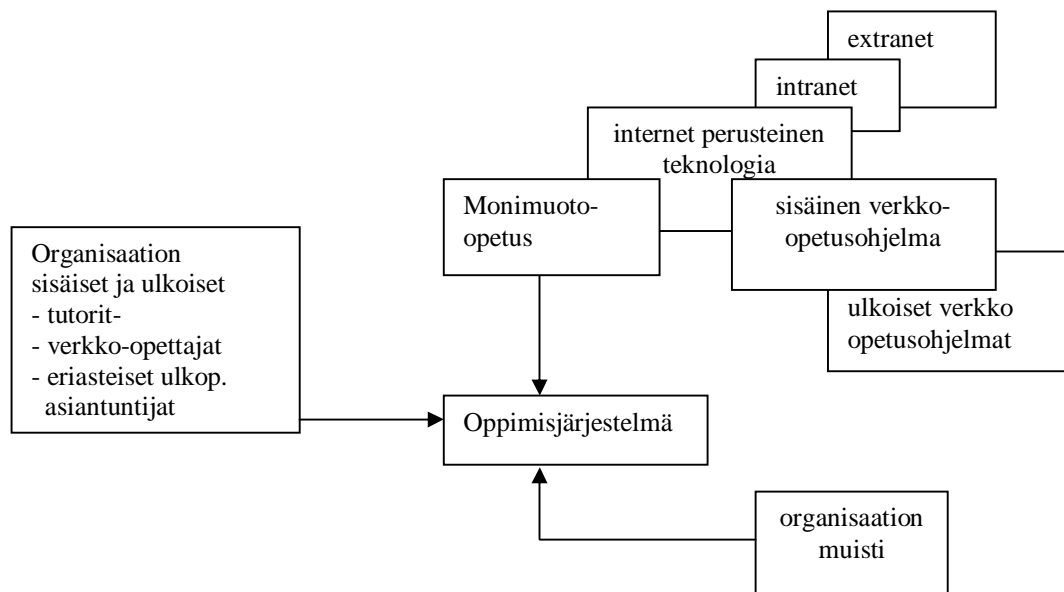 extranet
intranet
internet perusteinen
teknologia
Monimuoto-
opetus
sisäinen verkko-
opetusohjelma
Organisaation
sisäiset ja ulkoiset
- tutorit-
- verkko-opettajat
- eriasteiset ulkop.
asiantuntijat
ulkoiset verkko
opetusohjelmat
Oppimisjärjestelmä
organisaation
muisti